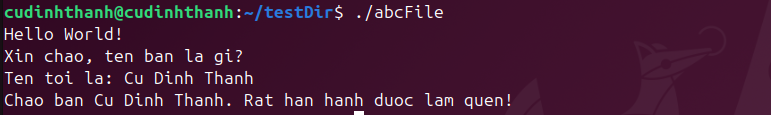 cudinhthanh@cudinhthanh:~/testDir$ ./abcFile
Hello World!
Xin chao, ten ban la gi?
Ten toi la: Cu Dinh Thanh
Chao ban Cu Dinh Thanh. Rat han hanh duoc lam quen!